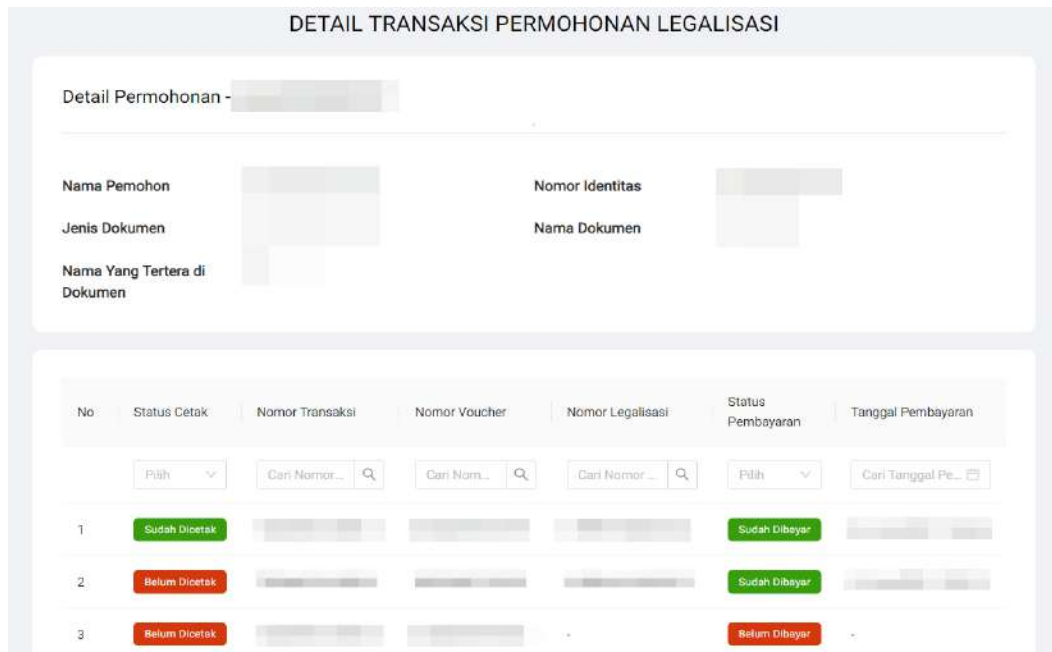 DETAIL TRANSAKSI PERMOHONAN LEGALISASI
Detail Permohonan -
Nama Pemohon
Nomor Identitas
Jenis Dokumen
Nama Dokumen
Nama Yang Tertera di
Dokumen
No Status Cetak Nomor Transaksi Nomor Voucher Nomor Legalisasi Status Pembayaran Tanggal Pembayaran
Pilih Cari Nomor... Cari Nom... Cari Nomor ... Pilih Cari Tanggal Pe...
1 Sudah Dicetak Sudah Dibayar
2 Belum Dicetak Sudah Dibayar
3 Belum Dicetak - Belum Dibayar -